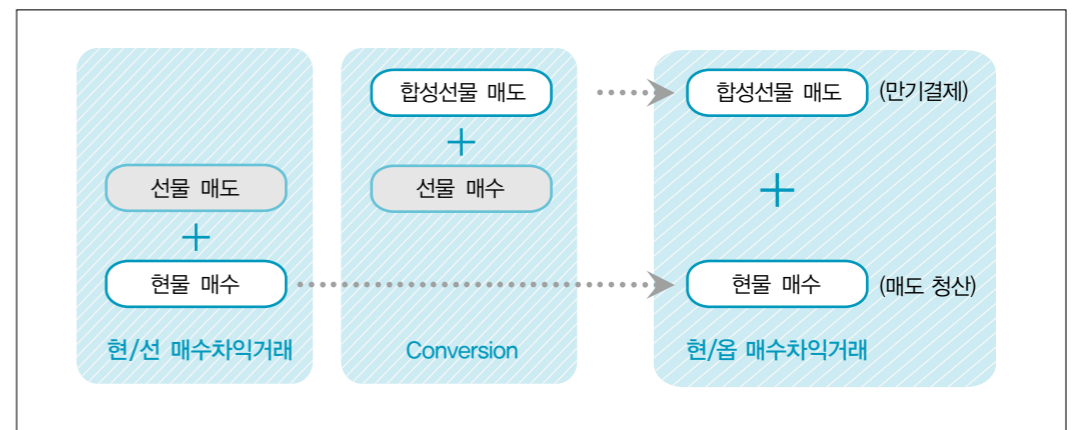 합성선물 매도
합성선물 매도 (만기결제)
+
선물 매도
선물 매수
+
+
현물 매수
현물 매수 (매도 청산)
현/선 매수차익거래
Conversion
현/옵 매수차익거래